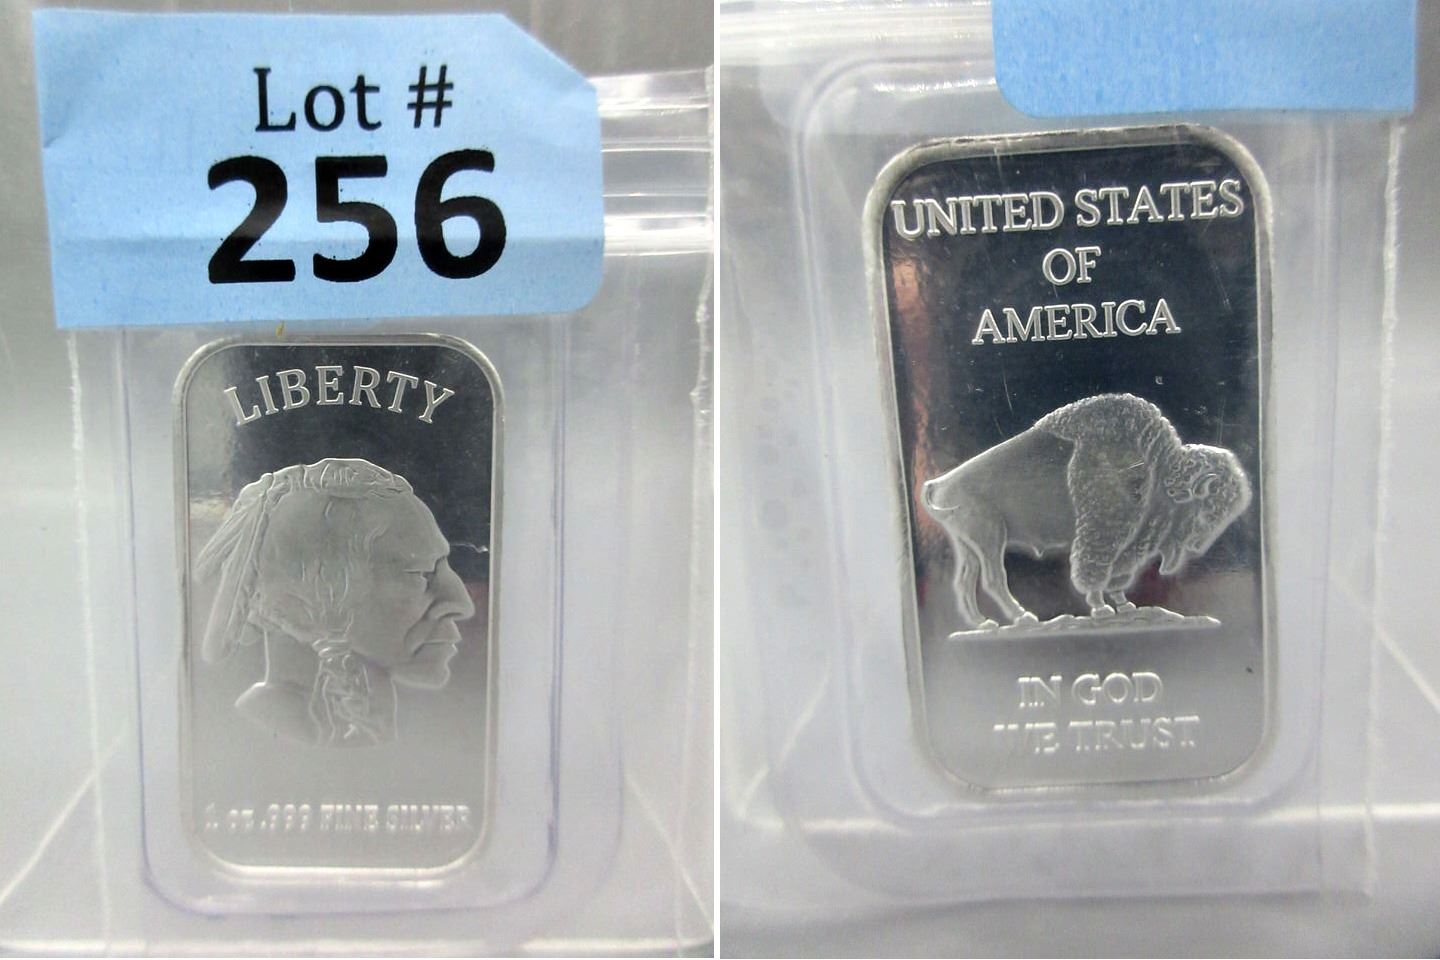 Lot #
256
LIBERTY
1 oz .999 FINE SILVER
UNITED STATES
OF
AMERICA
IN GOD
WE TRUST